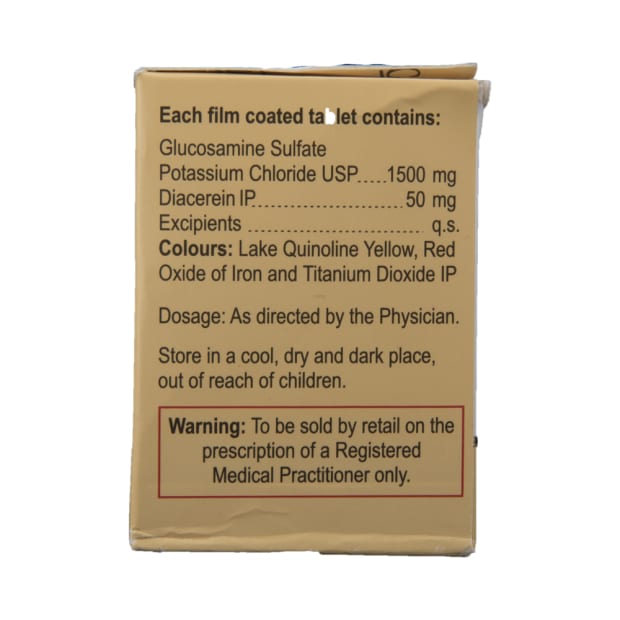 Each film coated tablet contains:
Glucosamine Sulfate
Potassium Chloride USP.....1500 mg
Diacerein IP..............................50 mg
Excipients ................................... q.s.
Colours: Lake Quinoline Yellow, Red
Oxide of Iron and Titanium Dioxide IP
Dosage: As directed by the Physician.
Store in a cool, dry and dark place,
out of reach of children.
Warning: To be sold by retail on the
prescription of a Registered
Medical Practitioner only.